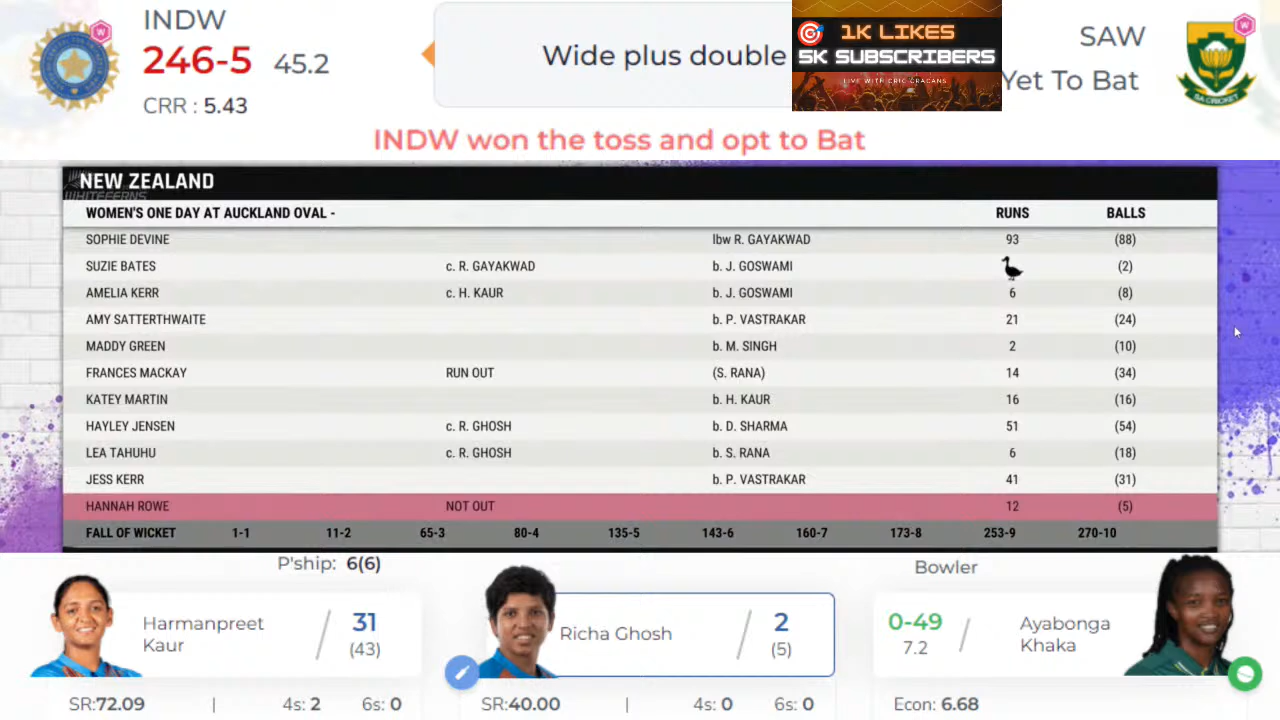 INDW
246-5 45.2
CRR : 5.43
Wide plus double
1K LIKES
5K SUBSCRIBERS
LIVE WITH CRIC CRACANS
SAW
Yet To Bat
SA CRICKET
INDW won the toss and opt to Bat
NEW ZEALAND
WHITE FERNS
WOMEN'S ONE DAY AT AUCKLAND OVAL - RUNS BALLS
SOPHIE DEVINE lbw R. GAYAKWAD 93 (88)
SUZIE BATES c. R. GAYAKWAD b. J. GOSWAMI (2)
AMELIA KERR c. H. KAUR b. J. GOSWAMI 6 (8)
AMY SATTERTHWAITE b. P. VASTRAKAR 21 (24)
MADDY GREEN b. M. SINGH 2 (10)
FRANCES MACKAY RUN OUT (S. RANA) 14 (34)
KATEY MARTIN b. H. KAUR 16 (16)
HAYLEY JENSEN c. R. GHOSH b. D. SHARMA 51 (54)
LEA TAHUHU c. R. GHOSH b. S. RANA 6 (18)
JESS KERR b. P. VASTRAKAR 41 (31)
HANNAH ROWE NOT OUT 12 (5)
FALL OF WICKET 1-1 11-2 65-3 80-4 135-5 143-6 160-7 173-8 253-9 270-10
P'ship: 6(6)
Bowler
Harmanpreet Kaur / 31 (43)
Richa Ghosh / 2 (5)
0-49 7.2 / Ayabonga Khaka
SR:72.09 | 4s: 2 6s: 0
SR:40.00 | 4s: 0 6s: 0
Econ: 6.68